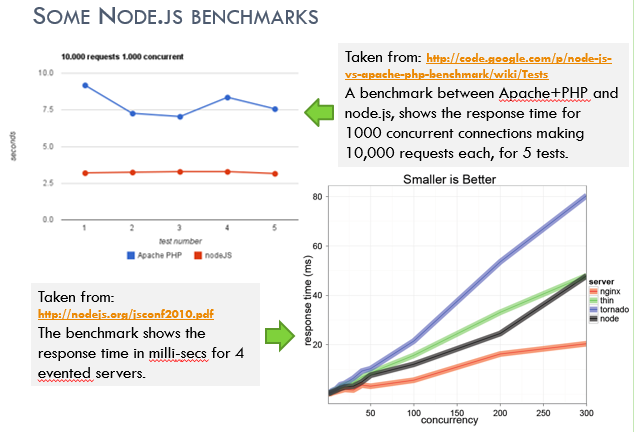 SOME NODE.JS BENCHMARKS
10.000 requests 1.000 concurrent
10.0
7.5
5.0
2.5
0.0
seconds
1 2 3 4 5
test number
Apache PHP nodeJS
Taken from: http://code.google.com/p/node-js-
vs-apache-php-benchmark/wiki/Tests
A benchmark between Apache+PHP and
node.js, shows the response time for
1000 concurrent connections making
10,000 requests each, for 5 tests.
Taken from:
http://nodejs.org/jsconf2010.pdf
The benchmark shows the
response time in milli-secs for 4
evented servers.
Smaller is Better
80
60
40
20
response time (ms)
50 100 150 200 250 300
concurrency
server
nginx
thin
tornado
node